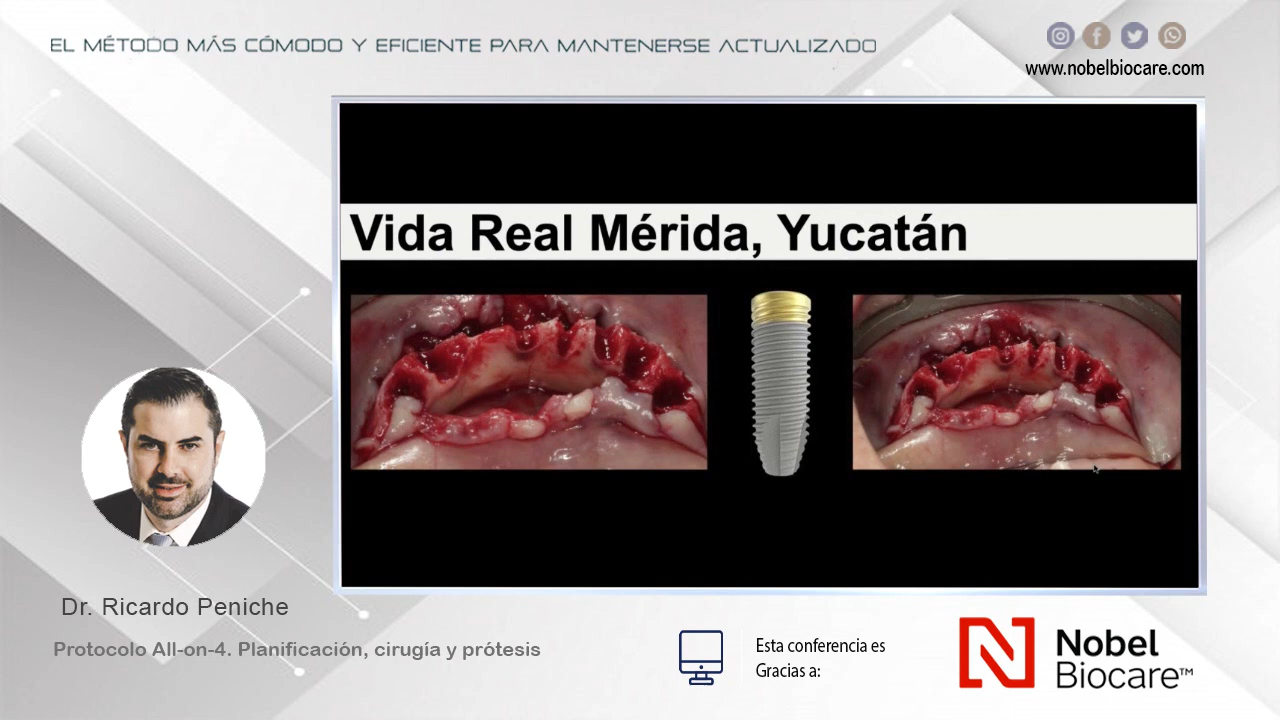 EL MÉTODO MÁS CÓMODO Y EFICIENTE PARA MANTENERSE ACTUALIZADO
www.nobelbiocare.com
Vida Real Mérida, Yucatán
Dr. Ricardo Peniche
Protocolo All-on-4. Planificación, cirugía y prótesis
Esta conferencia es
Gracias a:
Nobel
Biocare™